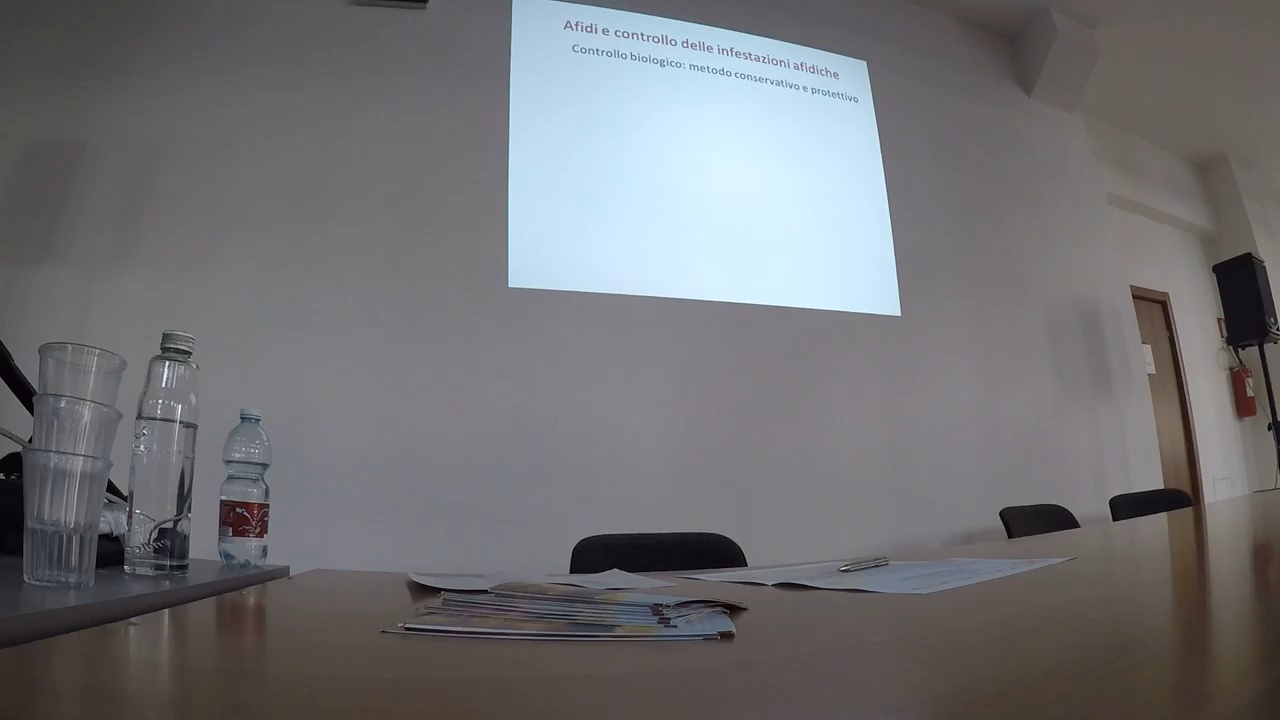 Afidi e controllo delle infestazioni afidiche
Controllo biologico: metodo conservativo e protettivo